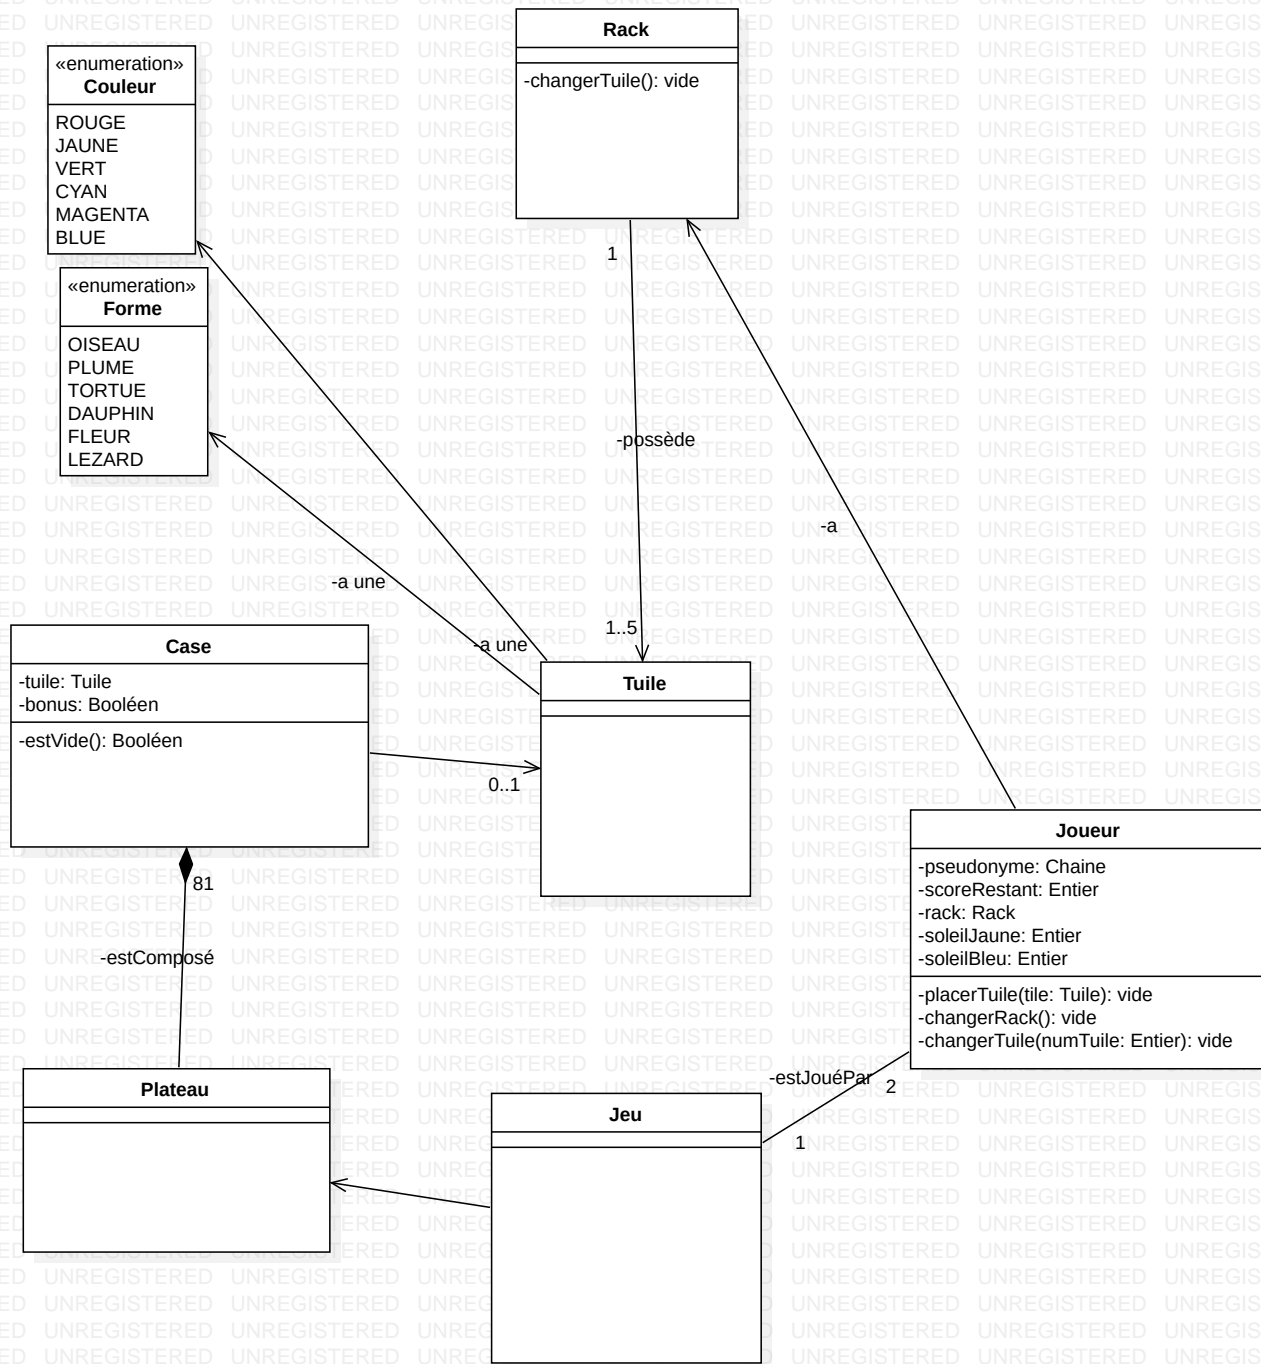 Rack
-changerTuile(): vide
«enumeration»
Couleur
ROUGE
JAUNE
VERT
CYAN
MAGENTA
BLUE
1
«enumeration»
Forme
OISEAU
PLUME
TORTUE
DAUPHIN
FLEUR
LEZARD
-possède
-a
-a une
-a une
1..5
Case
-tuile: Tuile
-bonus: Booléen
-estVide(): Booléen
Tuile
0..1
81
-estComposé
Joueur
-pseudonyme: Chaine
-scoreRestant: Entier
-rack: Rack
-soleilJaune: Entier
-soleilBleu: Entier
-placerTuile(tile: Tuile): vide
-changerRack(): vide
-changerTuile(numTuile: Entier): vide
-estJouéPar
2
1
Plateau
Jeu
UNREGISTERED